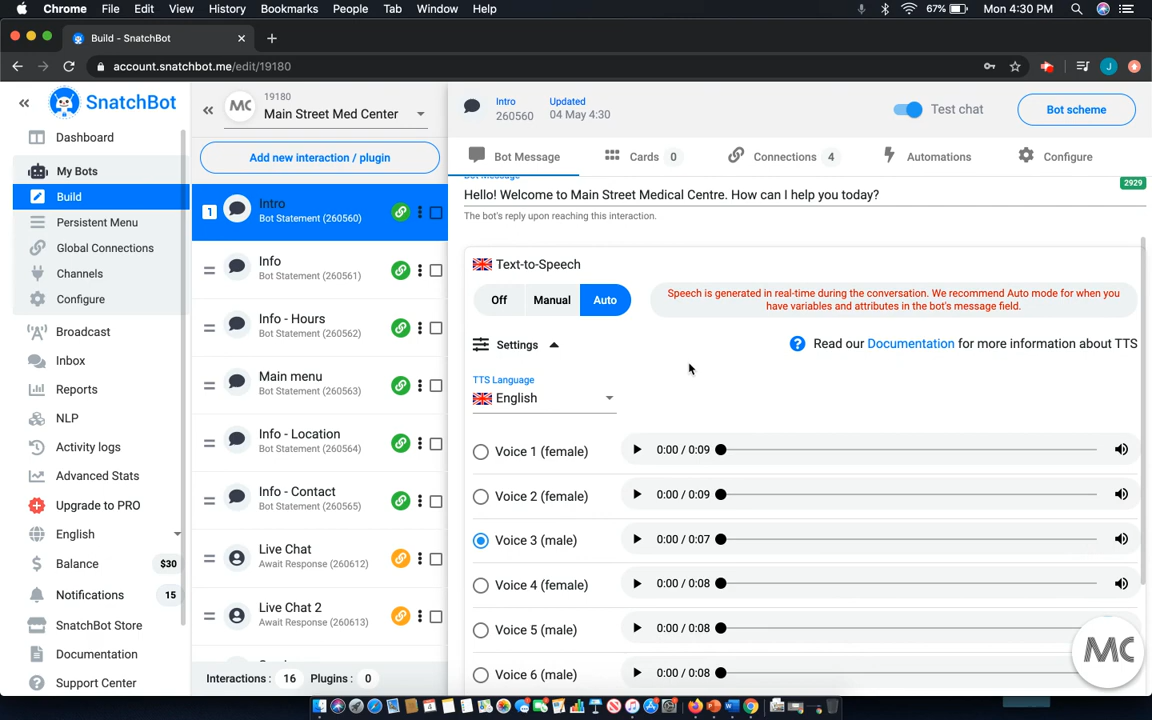 Chrome File Edit View History Bookmarks People Tab Window Help 67% Mon 4:30 PM
Build - SnatchBot
account.snatchbot.me/edit/19180
SnatchBot
Dashboard
My Bots
Build
Persistent Menu
Global Connections
Channels
Configure
Broadcast
Inbox
Reports
NLP
Activity logs
Advanced Stats
Upgrade to PRO
English
Balance $30
Notifications 15
SnatchBot Store
Documentation
Support Center
MC
19180
Main Street Med Center
Add new interaction / plugin
1 Intro
Bot Statement (260560)
Info
Bot Statement (260561)
Info - Hours
Bot Statement (260562)
Main menu
Bot Statement (260563)
Info - Location
Bot Statement (260564)
Info - Contact
Bot Statement (260565)
Live Chat
Await Response (260612)
Live Chat 2
Await Response (260613)
Interactions : 16 Plugins : 0
Intro
260560
Updated
04 May 4:30
Test chat
Bot scheme
Bot Message Cards 0 Connections 4 Automations Configure
Bot Message
2929
Hello! Welcome to Main Street Medical Centre. How can I help you today?
The bot's reply upon reaching this interaction.
Text-to-Speech
Off Manual Auto
Speech is generated in real-time during the conversation. We recommend Auto mode for when you
have variables and attributes in the bot's message field.
Settings
Read our Documentation for more information about TTS
TTS Language
English
Voice 1 (female) 0:00 / 0:09
Voice 2 (female) 0:00 / 0:09
Voice 3 (male) 0:00 / 0:07
Voice 4 (female) 0:00 / 0:08
Voice 5 (male) 0:00 / 0:08
Voice 6 (male) 0:00 / 0:08
MC